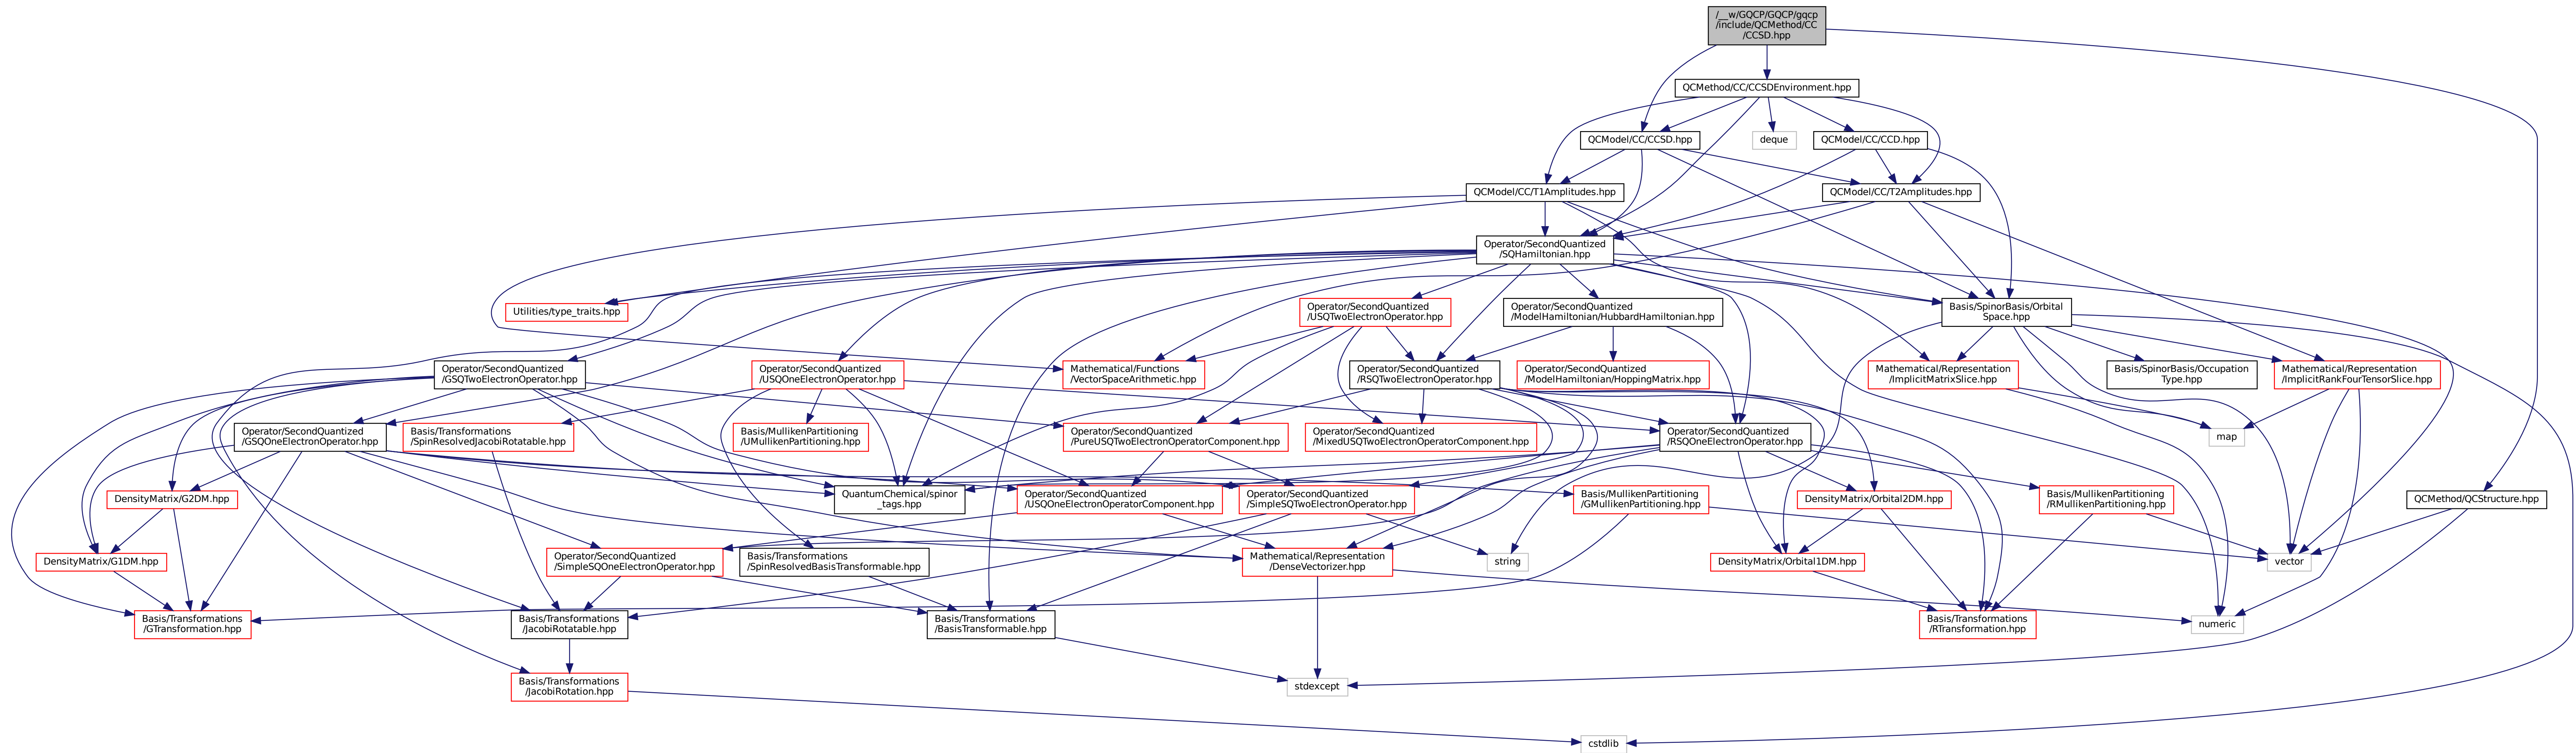 /__w/GQCP/GQCP/gqcp
/include/QCMethod/CC
/CCSD.hpp
QCMethod/CC/CCSDEnvironment.hpp
QCModel/CC/CCSD.hpp
deque
QCModel/CC/CCD.hpp
QCModel/CC/T1Amplitudes.hpp
QCModel/CC/T2Amplitudes.hpp
Operator/SecondQuantized
/SQHamiltonian.hpp
Utilities/type_traits.hpp
Operator/SecondQuantized
/USQTwoElectronOperator.hpp
Operator/SecondQuantized
/ModelHamiltonian/HubbardHamiltonian.hpp
Basis/SpinorBasis/Orbital
Space.hpp
Operator/SecondQuantized
/GSQTwoElectronOperator.hpp
Operator/SecondQuantized
/USQOneElectronOperator.hpp
Mathematical/Functions
/VectorSpaceArithmetic.hpp
Operator/SecondQuantized
/RSQTwoElectronOperator.hpp
Operator/SecondQuantized
/ModelHamiltonian/HoppingMatrix.hpp
Mathematical/Representation
/ImplicitMatrixSlice.hpp
Basis/SpinorBasis/Occupation
Type.hpp
Mathematical/Representation
/ImplicitRankFourTensorSlice.hpp
Operator/SecondQuantized
/GSQOneElectronOperator.hpp
Basis/Transformations
/SpinResolvedJacobiRotatable.hpp
Basis/MullikenPartitioning
/UMullikenPartitioning.hpp
Operator/SecondQuantized
/PureUSQTwoElectronOperatorComponent.hpp
Operator/SecondQuantized
/MixedUSQTwoElectronOperatorComponent.hpp
Operator/SecondQuantized
/RSQOneElectronOperator.hpp
map
DensityMatrix/G2DM.hpp
QuantumChemical/spinor
_tags.hpp
Operator/SecondQuantized
/USQOneElectronOperatorComponent.hpp
Operator/SecondQuantized
/SimpleSQTwoElectronOperator.hpp
Basis/MullikenPartitioning
/GMullikenPartitioning.hpp
DensityMatrix/Orbital2DM.hpp
Basis/MullikenPartitioning
/RMullikenPartitioning.hpp
QCMethod/QCStructure.hpp
DensityMatrix/G1DM.hpp
Operator/SecondQuantized
/SimpleSQOneElectronOperator.hpp
Basis/Transformations
/SpinResolvedBasisTransformable.hpp
Mathematical/Representation
/DenseVectorizer.hpp
string
DensityMatrix/Orbital1DM.hpp
vector
Basis/Transformations
/GTransformation.hpp
Basis/Transformations
/JacobiRotatable.hpp
Basis/Transformations
/BasisTransformable.hpp
Basis/Transformations
/RTransformation.hpp
numeric
Basis/Transformations
/JacobiRotation.hpp
stdexcept
cstdlib